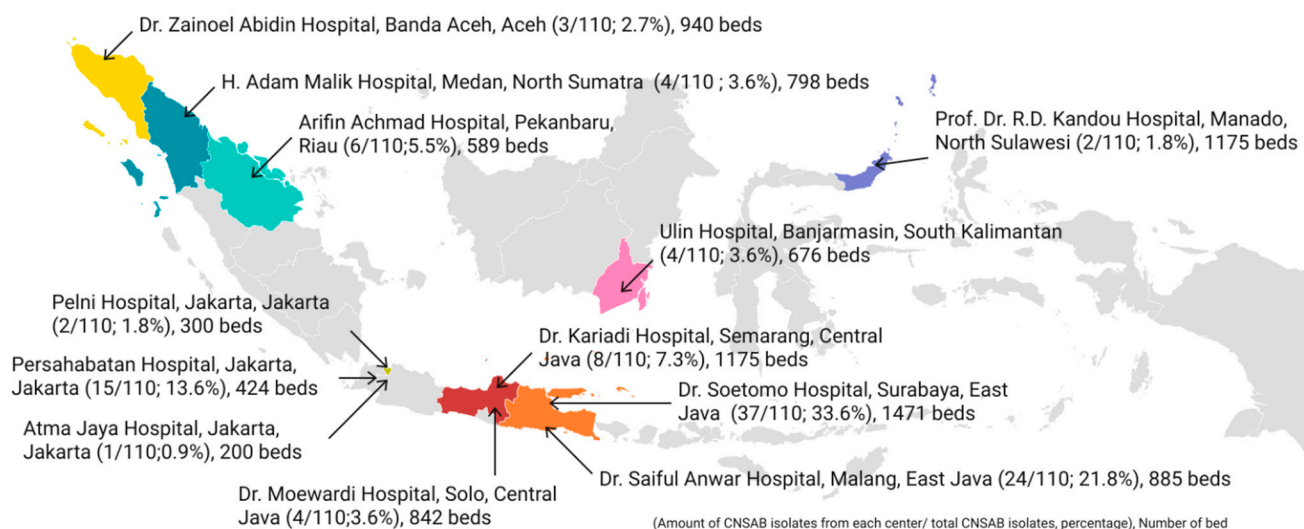 Dr. Zainoel Abidin Hospital, Banda Aceh, Aceh (3/110; 2.7%), 940 beds
H. Adam Malik Hospital, Medan, North Sumatra (4/110 ; 3.6%), 798 beds
Arifin Achmad Hospital, Pekanbaru,
Riau (6/110;5.5%), 589 beds
Prof. Dr. R.D. Kandou Hospital, Manado,
North Sulawesi (2/110; 1.8%), 1175 beds
Ulin Hospital, Banjarmasin, South Kalimantan
(4/110; 3.6%), 676 beds
Pelni Hospital, Jakarta, Jakarta
(2/110; 1.8%), 300 beds
Dr. Kariadi Hospital, Semarang, Central
Java (8/110; 7.3%), 1175 beds
Persahabatan Hospital, Jakarta,
Jakarta (15/110; 13.6%), 424 beds
Dr. Soetomo Hospital, Surabaya, East
Java (37/110; 33.6%), 1471 beds
Atma Jaya Hospital, Jakarta,
Jakarta (1/110;0.9%), 200 beds
Dr. Saiful Anwar Hospital, Malang, East Java (24/110; 21.8%), 885 beds
Dr. Moewardi Hospital, Solo, Central
Java (4/110;3.6%), 842 beds
(Amount of CNSAB isolates from each center/ total CNSAB isolates, percentage), Number of bed